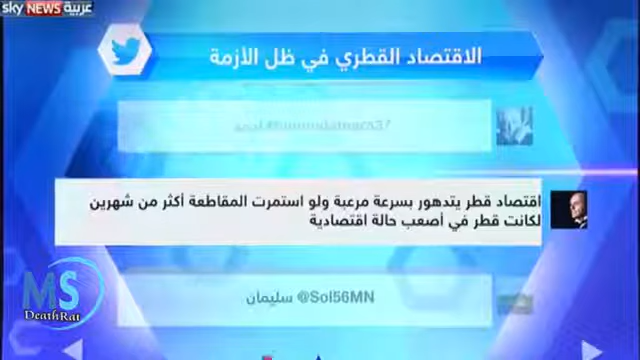 sky NEWS عربية
الاقتصاد القطري في ظل الأزمة
اقتصاد قطر يتدهور بسرعة مرعبة ولو استمرت المقاطعة أكثر من شهرين
لكانت قطر في أصعب حالة اقتصادية
@Sol56MN سليمان
MS
DeathRat